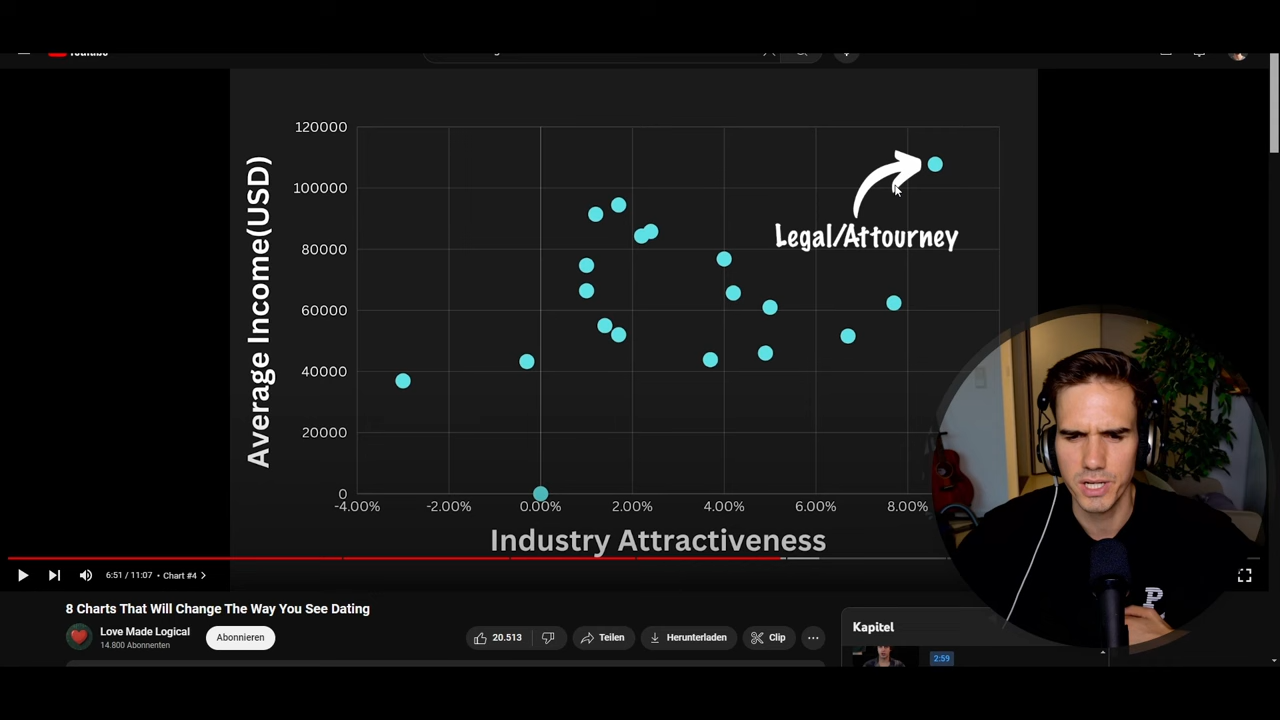 YouTube
Average Income(USD)
120000
100000
80000
60000
40000
20000
0
Legal/Attourney
-4.00%
-2.00%
0.00%
2.00%
4.00%
6.00%
8.00%
Industry Attractiveness
6:51 / 11:07 • Chart #4
8 Charts That Will Change The Way You See Dating
Love Made Logical
14.800 Abonnenten
Abonnieren
20.513
Teilen
Herunterladen
Clip
Kapitel
2:59
P